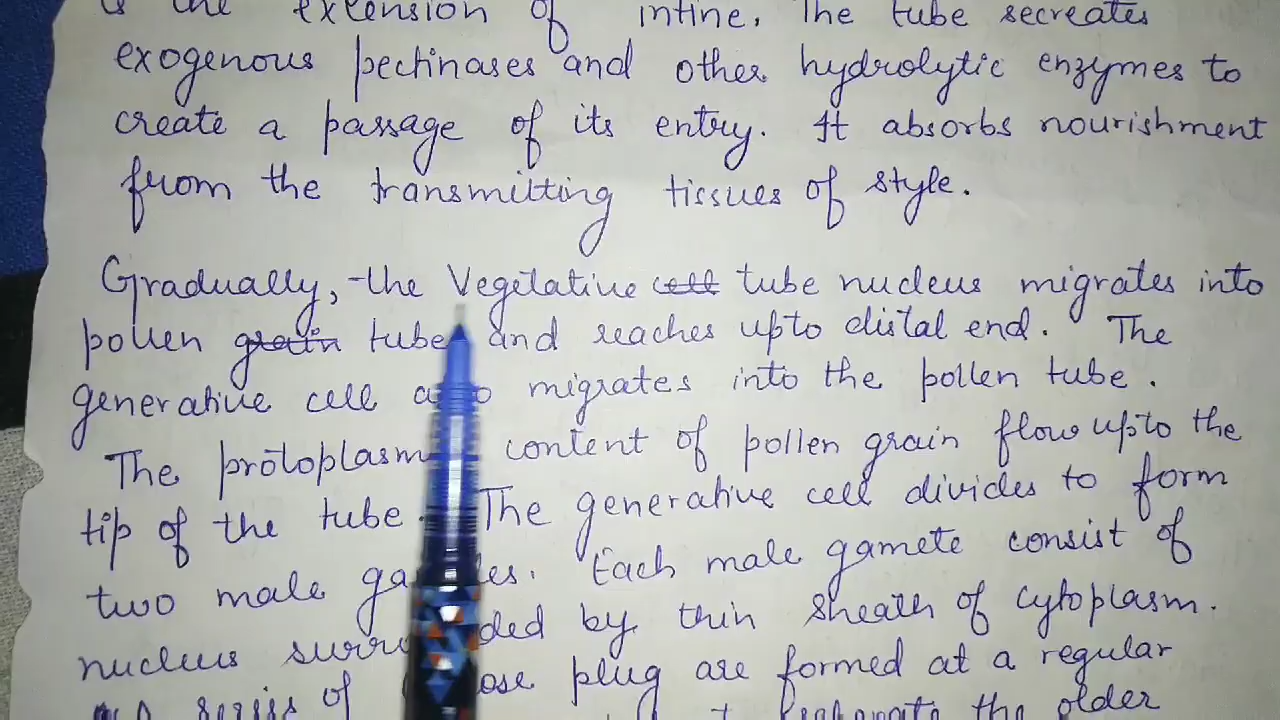 is the extension of intine. The tube secreates
exogenous pectinases and other hydrolytic enzymes to
create a passage of its entry. It absorbs nourishment
from the transmitting tissues of style.
Gradually, the Vegetative cell tube nucleus migrates into
pollen grain tube and reaches upto distal end. The
generative cell migrates into the pollen tube.
The protoplasm content of pollen grain flow upto the
tip of the tube. The generative cell divides to form
two male Each male gamete consist of
nucleus by thin sheath of cytoplasm.
series of plug are formed at a regular
the older